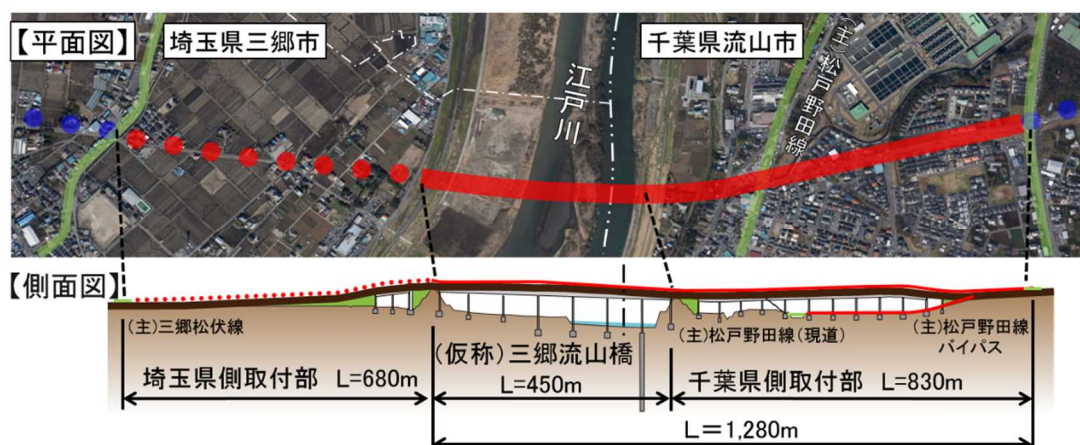 【平面図】
埼玉県三郷市
江戸川
千葉県流山市
(主)松戸野田線
【側面図】
(主)三郷松伏線
(仮称)三郷流山橋
L=450m
(主)松戸野田線(現道)
(主)松戸野田線
バイパス
埼玉県側取付部 L=680m
千葉県側取付部 L=830m
L=1,280m